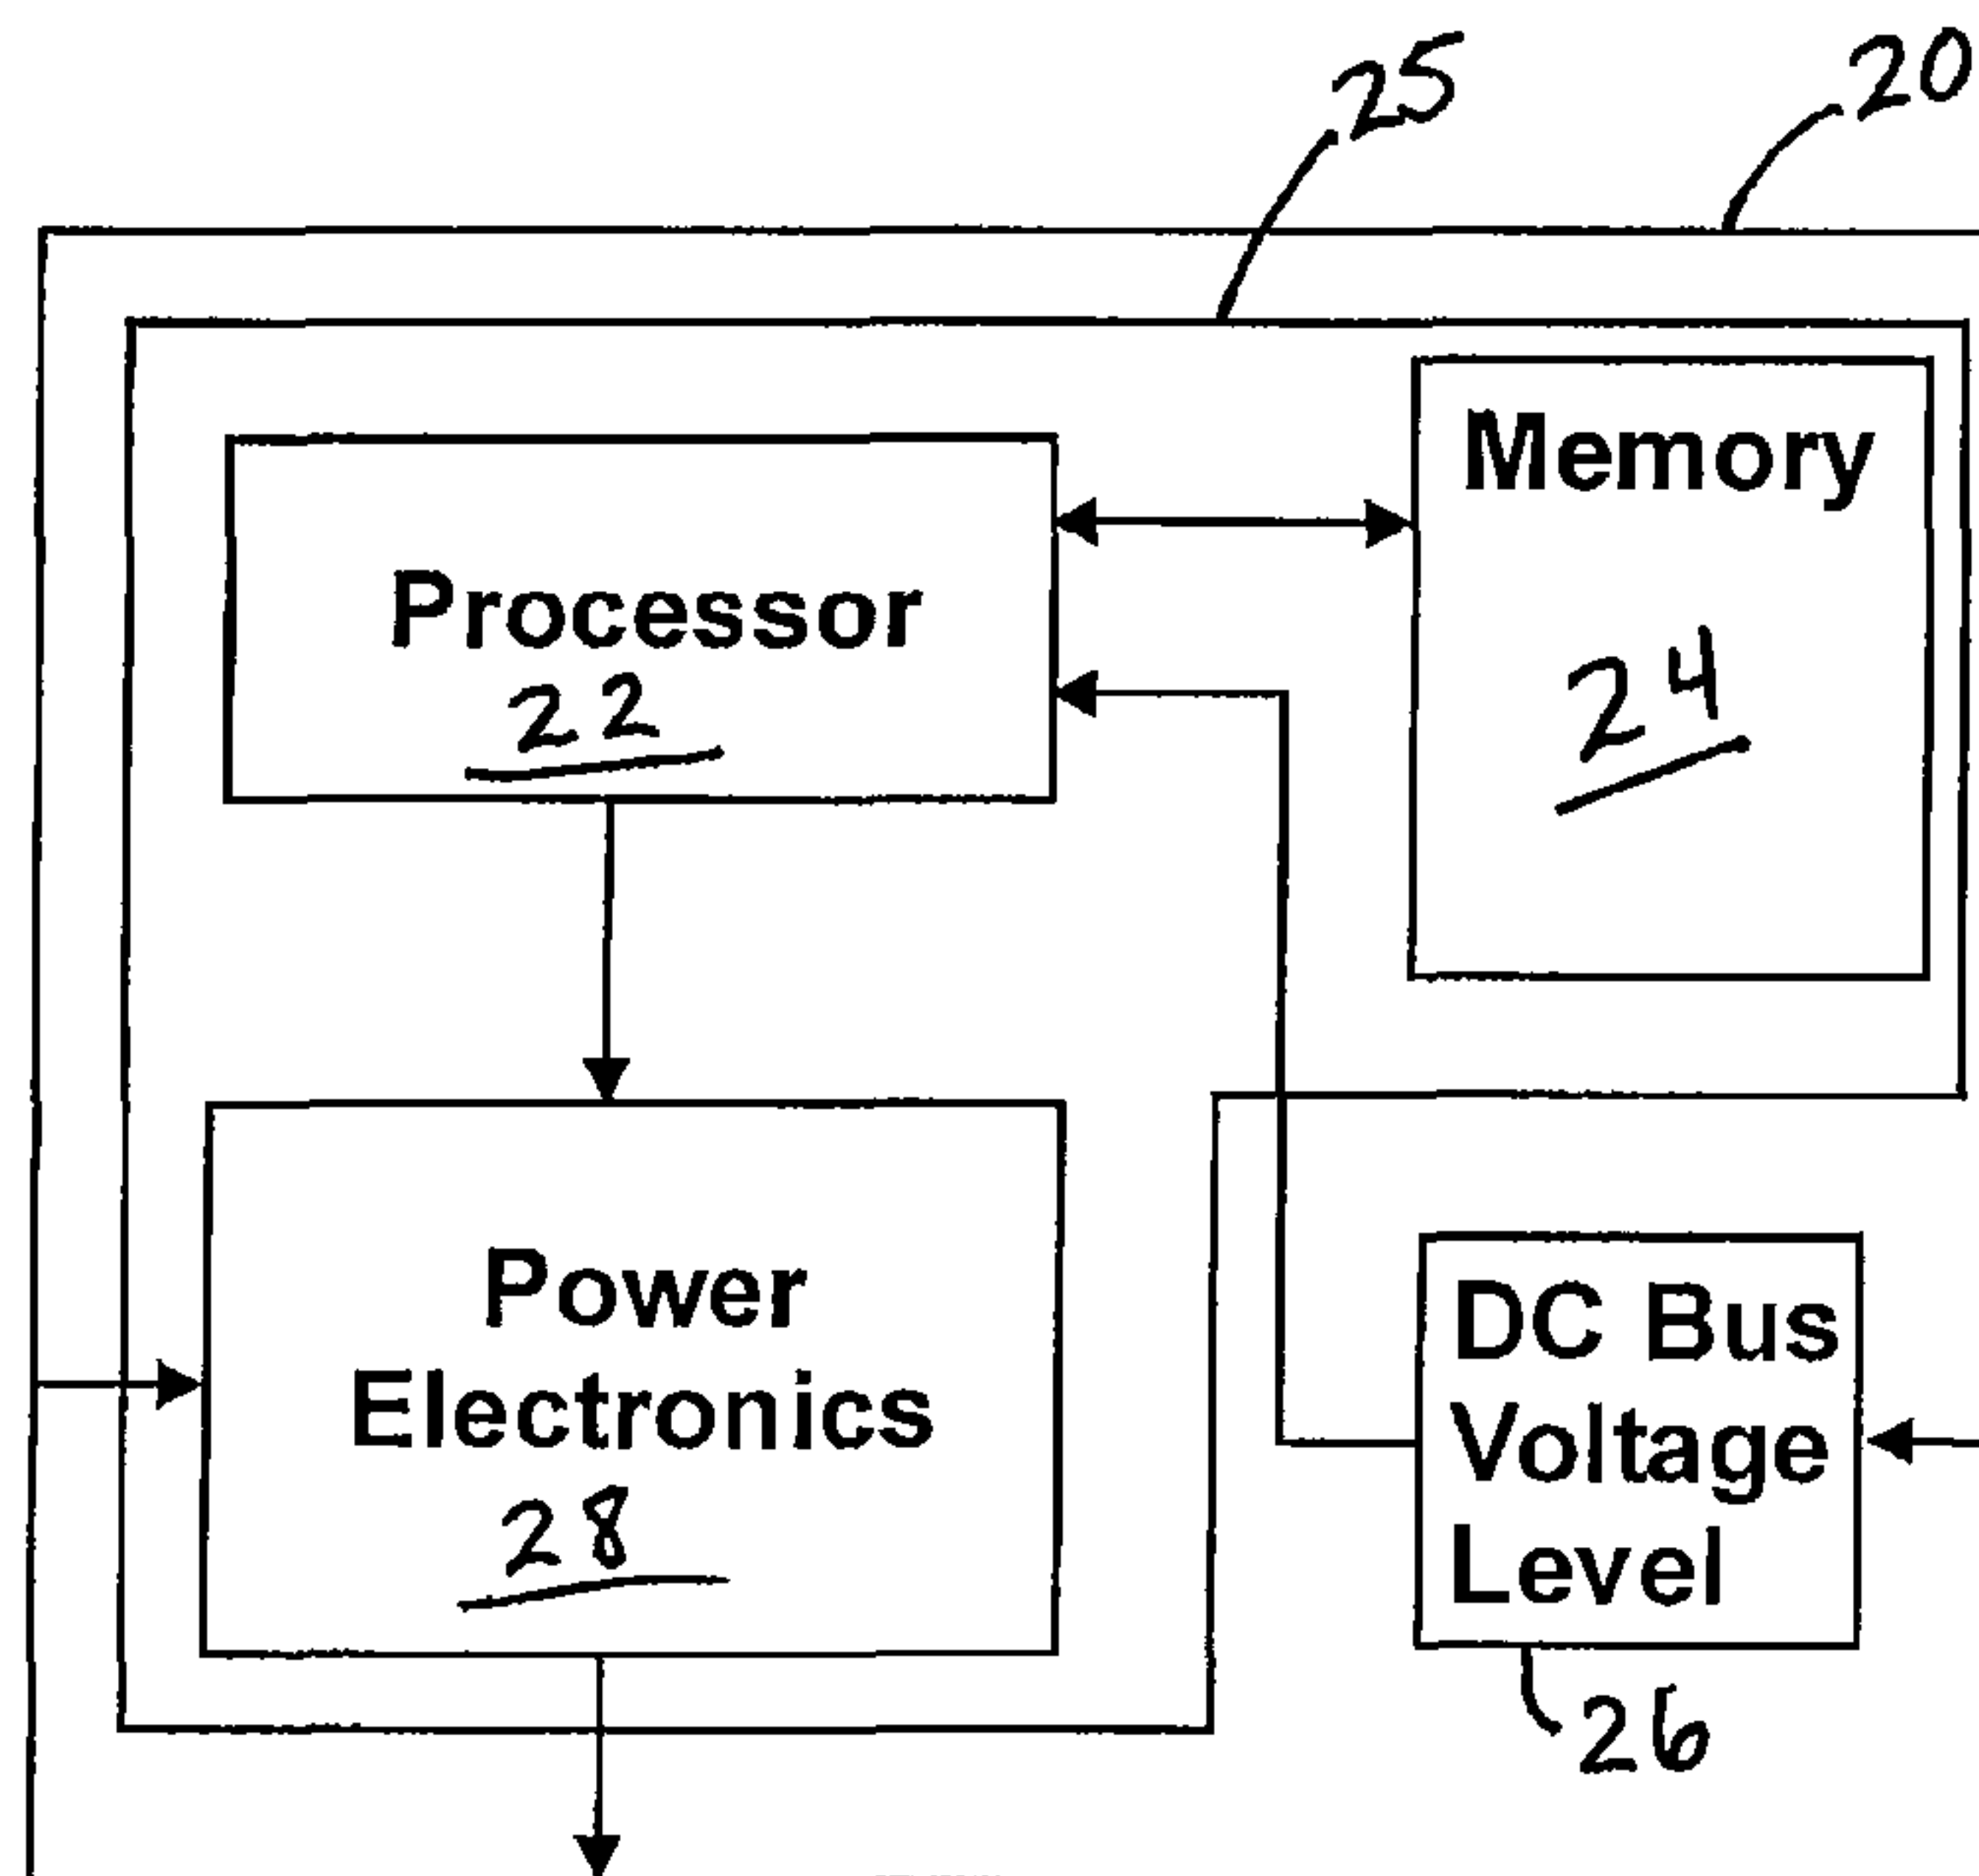 25
20
Memory
24
Processor
22
Power
Electronics
28
DC Bus
Voltage
Level
26